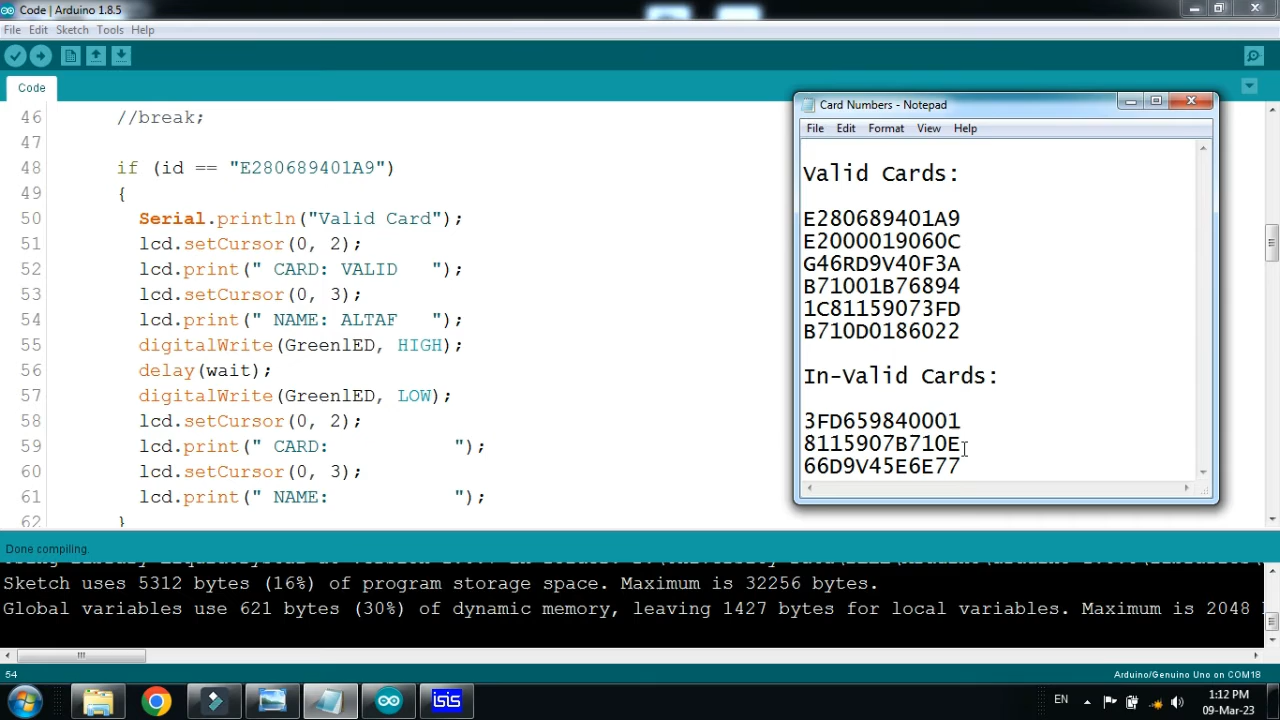 Code | Arduino 1.8.5
File Edit Sketch Tools Help
Code
46 //break;
47
48 if (id == "E280689401A9")
49 {
50 Serial.println("Valid Card");
51 lcd.setCursor(0, 2);
52 lcd.print(" CARD: VALID   ");
53 lcd.setCursor(0, 3);
54 lcd.print(" NAME: ALTAF   ");
55 digitalWrite(GreenlED, HIGH);
56 delay(wait);
57 digitalWrite(GreenlED, LOW);
58 lcd.setCursor(0, 2);
59 lcd.print(" CARD:           ");
60 lcd.setCursor(0, 3);
61 lcd.print(" NAME:           ");
62 }
Card Numbers - Notepad
File Edit Format View Help
Valid Cards:
E280689401A9
E2000019060C
G46RD9V40F3A
B71001B76894
1C81159073FD
B710D0186022
In-Valid Cards:
3FD659840001
8115907B710E
66D9V45E6E77
Done compiling.
Sketch uses 5312 bytes (16%) of program storage space. Maximum is 32256 bytes.
Global variables use 621 bytes (30%) of dynamic memory, leaving 1427 bytes for local variables. Maximum is 2048
54
Arduino/Genuino Uno on COM18
isis
EN
1:12 PM
09-Mar-23